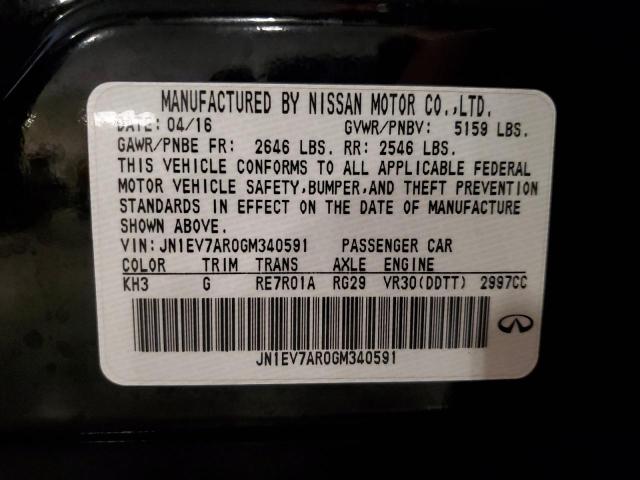 MANUFACTURED BY NISSAN MOTOR CO.,LTD.
DATE: 04/16 GVWR/PNBV: 5159 LBS.
GAWR/PNBE FR: 2646 LBS. RR: 2546 LBS.
THIS VEHICLE CONFORMS TO ALL APPLICABLE FEDERAL
MOTOR VEHICLE SAFETY,BUMPER,AND THEFT PREVENTION
STANDARDS IN EFFECT ON THE DATE OF MANUFACTURE
SHOWN ABOVE.
VIN: JN1EV7AR0GM340591 PASSENGER CAR
COLOR TRIM TRANS AXLE ENGINE
KH3 G RE7R01A RG29 VR30(DDTT) 2997CC
JN1EV7AR0GM340591